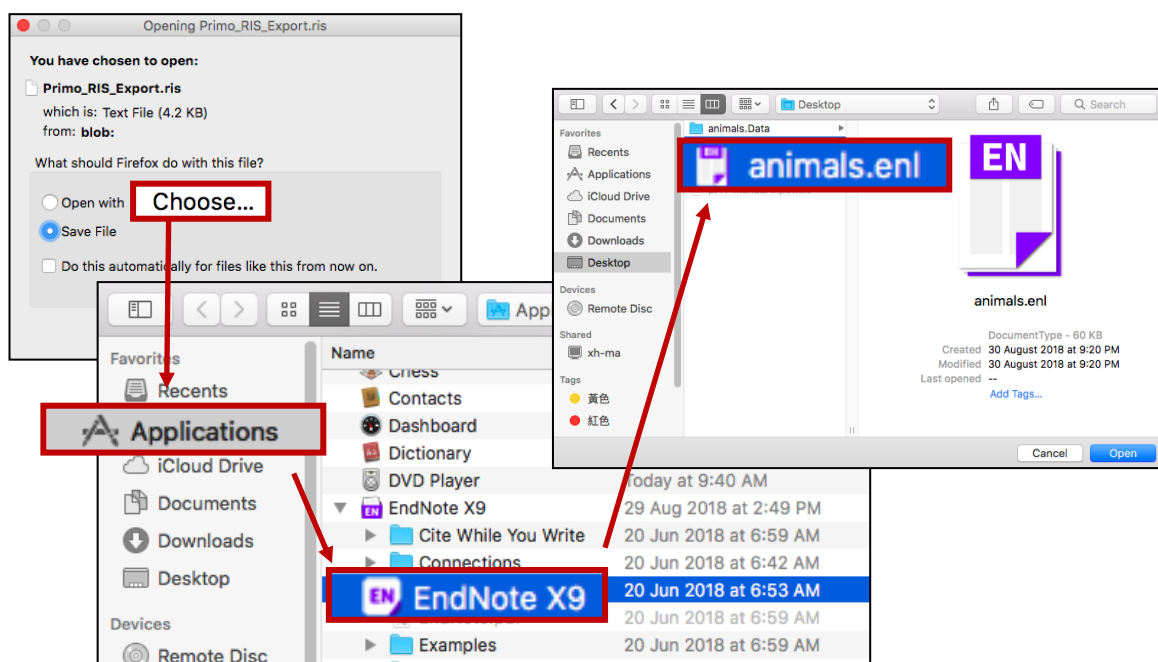 Opening Primo_RIS_Export.ris
You have chosen to open:
Primo_RIS_Export.ris
which is: Text File (4.2 KB)
from: blob:
What should Firefox do with this file?
Open with Choose...
Save File
Do this automatically for files like this from now on.
App
Favorites
Recents
Applications
iCloud Drive
Documents
Downloads
Desktop
Devices
Remote Disc
Name
Chess
Contacts
Dashboard
Dictionary
DVD Player Today at 9:40 AM
EndNote X9 29 Aug 2018 at 2:49 PM
Cite While You Write 20 Jun 2018 at 6:59 AM
Connections 20 Jun 2018 at 6:42 AM
EN EndNote X9 20 Jun 2018 at 6:53 AM
20 Jun 2018 at 6:59 AM
Examples 20 Jun 2018 at 6:59 AM
Desktop
Search
Favorites
Recents
Applications
iCloud Drive
Documents
Downloads
Desktop
Devices
Remote Disc
Shared
xh-ma
Tags
黃色
紅色
animals.Data
animals.enl
EN
animals.enl
DocumentType - 60 KB
Created 30 August 2018 at 9:20 PM
Modified 30 August 2018 at 9:20 PM
Last opened --
Add Tags...
Cancel
Open